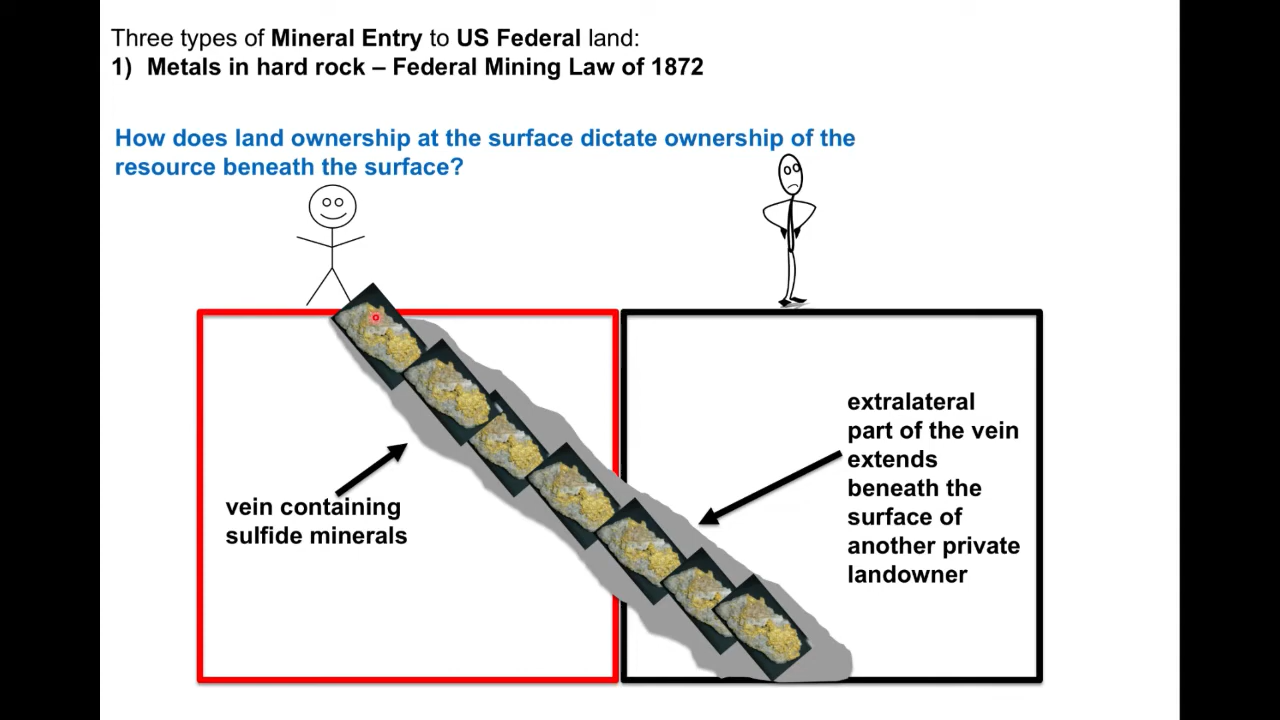 Three types of Mineral Entry to US Federal land:
1) Metals in hard rock – Federal Mining Law of 1872
How does land ownership at the surface dictate ownership of the
resource beneath the surface?
vein containing
sulfide minerals
extralateral
part of the vein
extends
beneath the
surface of
another private
landowner